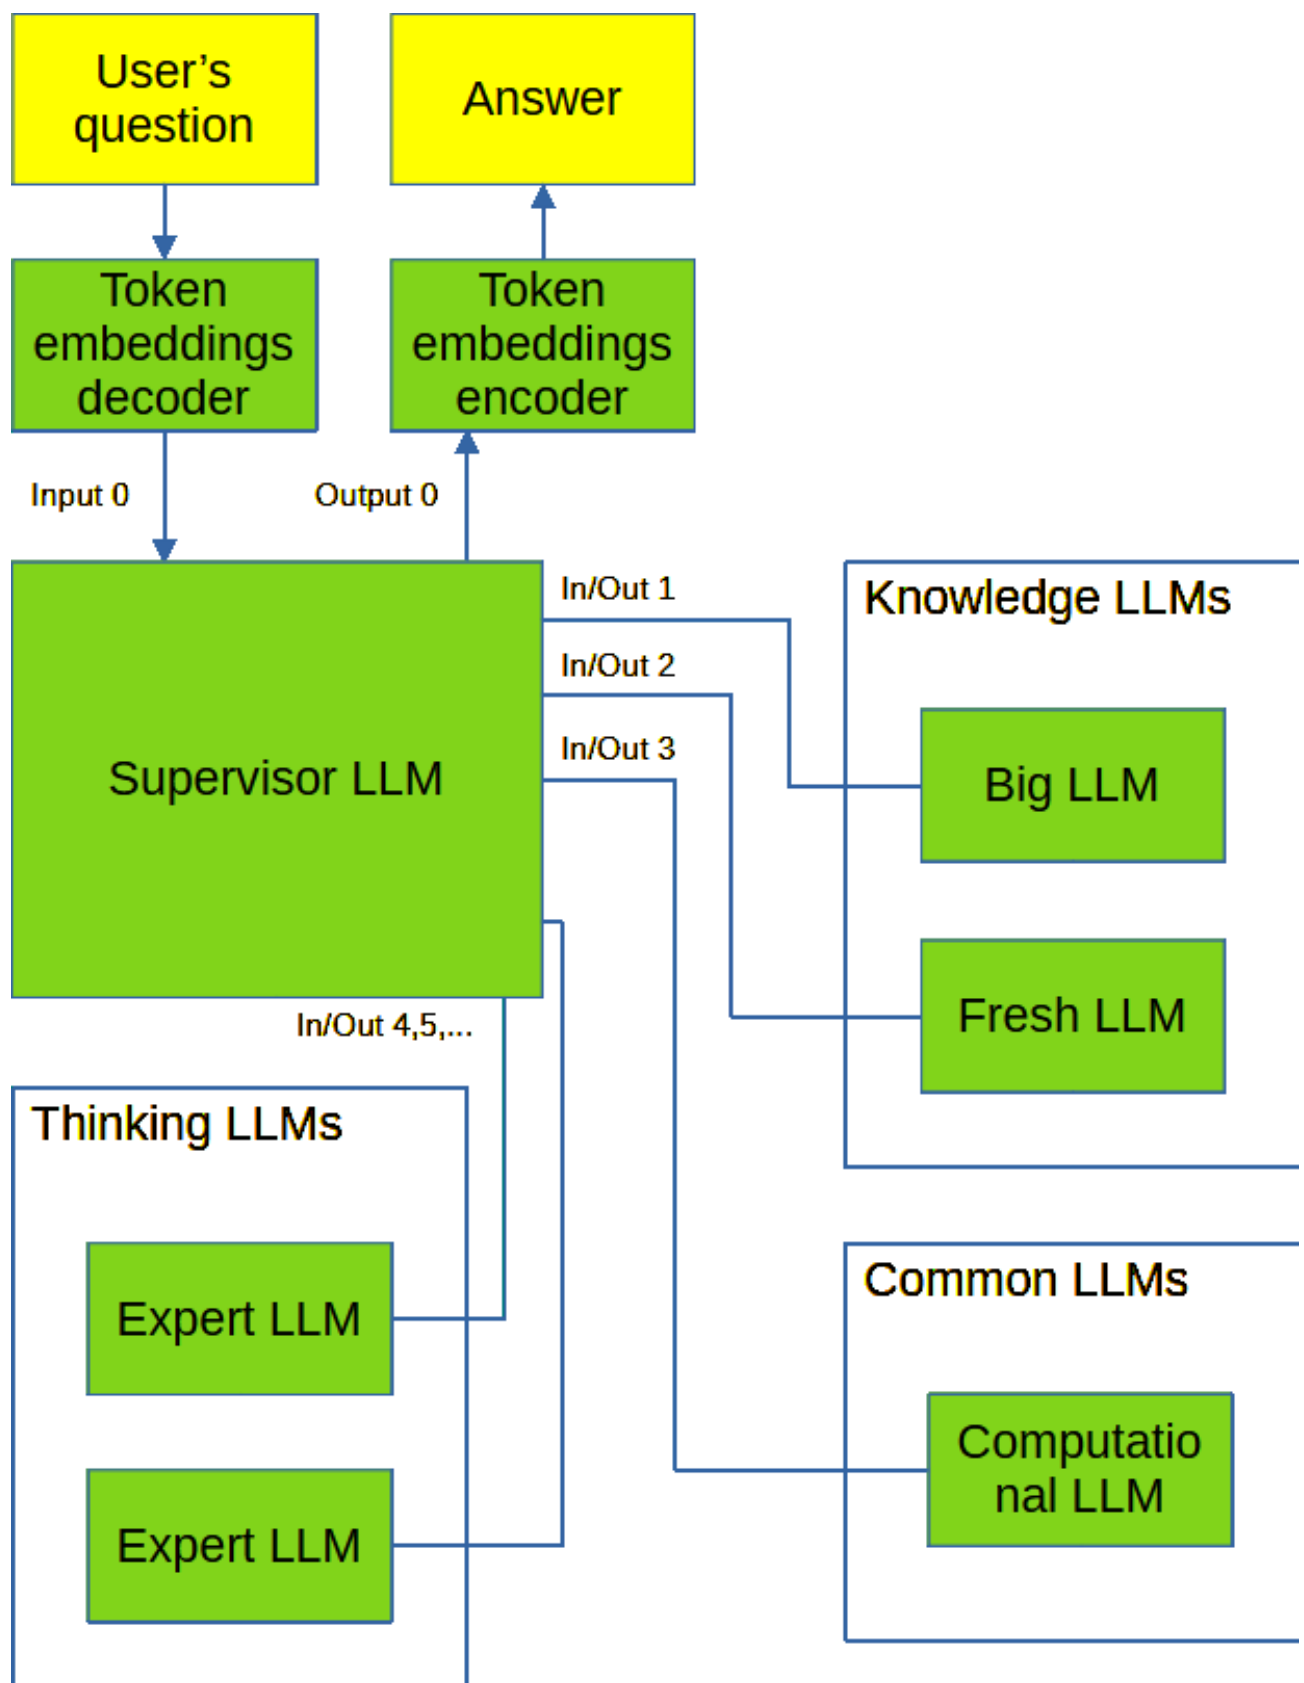 User’s
question
Answer
Token
embeddings
decoder
Token
embeddings
encoder
Input 0
Output 0
Supervisor LLM
In/Out 1
In/Out 2
In/Out 3
In/Out 4,5,...
Knowledge LLMs
Big LLM
Fresh LLM
Thinking LLMs
Expert LLM
Expert LLM
Common LLMs
Computatio
nal LLM